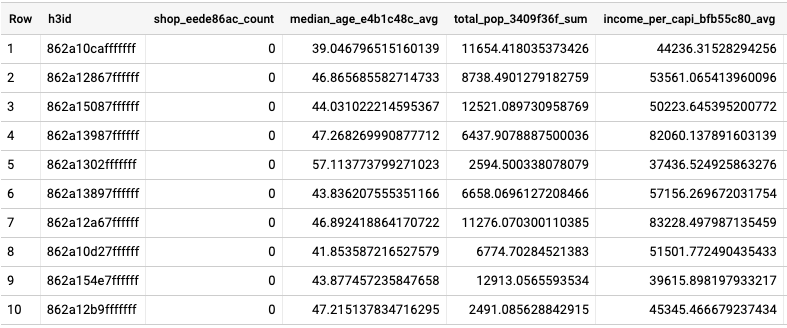 Row h3id shop_eede86ac_count median_age_e4b1c48c_avg total_pop_3409f36f_sum income_per_capi_bfb55c80_avg
1 862a10cafffffff 0 39.046796515160139 11654.418035373426 44236.31528294256
2 862a12867ffffff 0 46.865685582714733 8738.4901279182759 53561.065413960096
3 862a15087ffffff 0 44.031022214595367 12521.089730958769 50223.645395200772
4 862a13987ffffff 0 47.268269990877712 6437.9078887500036 82060.137891603139
5 862a1302fffffff 0 57.113773799271023 2594.500338078079 37436.524925863276
6 862a13897ffffff 0 43.836207555351166 6658.0696127208466 57156.269672031754
7 862a12a67ffffff 0 46.892418864170722 11276.070300110385 83228.497987135459
8 862a10d27ffffff 0 41.853587216527579 6774.70284521383 51501.772490435433
9 862a154e7ffffff 0 43.877457235847658 12913.0565593534 39615.898197933217
10 862a12b9fffffff 0 47.215137834716295 2491.085628842915 45345.466679237434